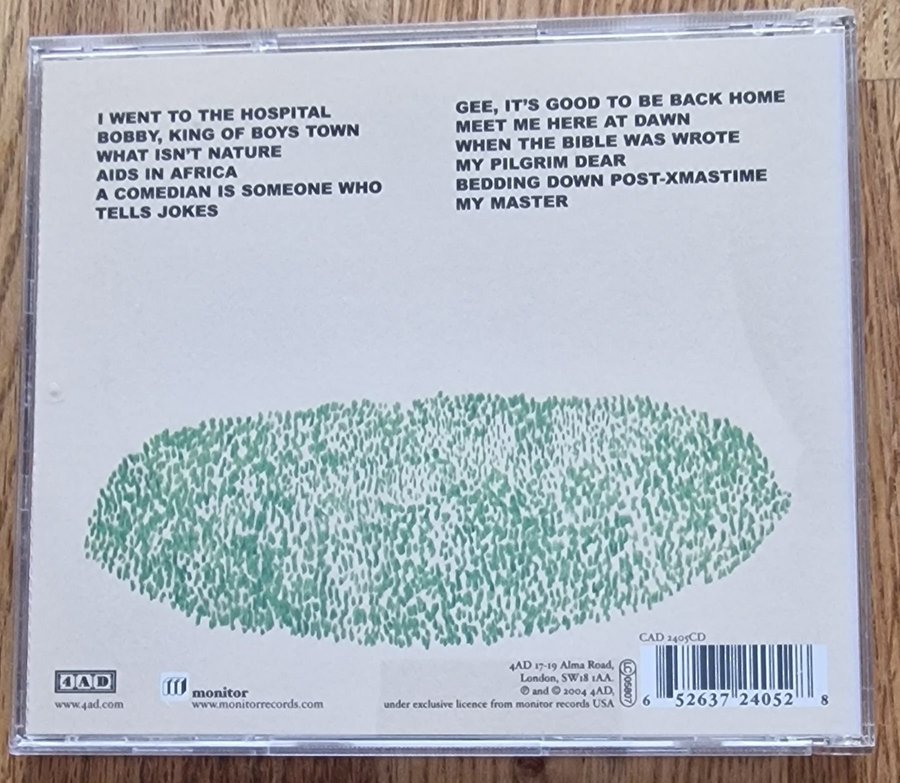 I WENT TO THE HOSPITAL
BOBBY, KING OF BOYS TOWN
WHAT ISN'T NATURE
AIDS IN AFRICA
A COMEDIAN IS SOMEONE WHO
TELLS JOKES
GEE, IT'S GOOD TO BE BACK HOME
MEET ME HERE AT DAWN
WHEN THE BIBLE WAS WROTE
MY PILGRIM DEAR
BEDDING DOWN POST-XMASTIME
MY MASTER
4AD
www.4ad.com
monitor
www.monitorrecords.com
4AD 17-19 Alma Road,
London, SW18 1AA.
℗ and © 2004 4AD,
under exclusive licence from monitor records USA
LC 05807
CAD 2405CD
6 52637 24052 8